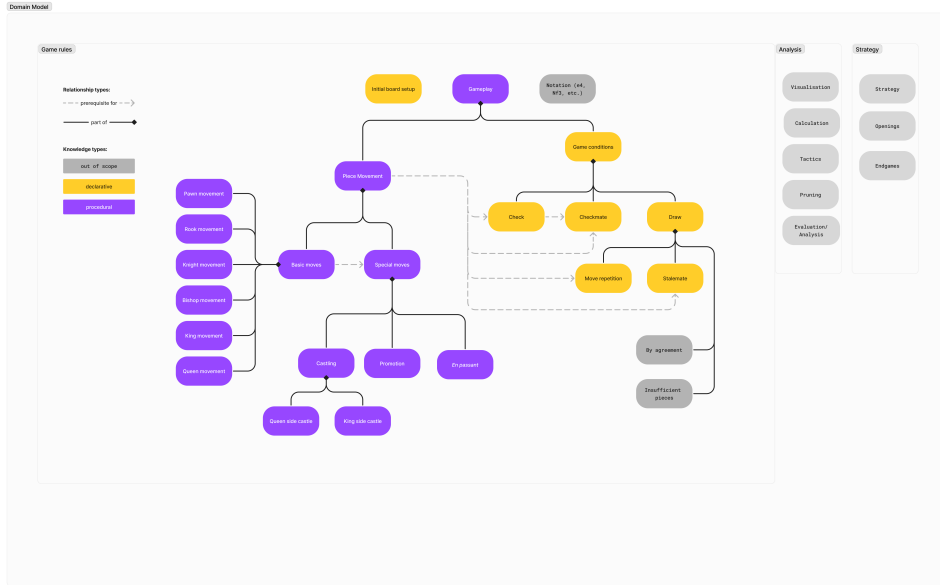 Domain Model
Game rules
Analysis
Strategy
Relationship types:
prerequisite for
part of
Knowledge types:
out of scope
declarative
procedural
Initial board setup
Gameplay
Notation (e4,
Nf3, etc.)
Game conditions
Piece Movement
Check
Checkmate
Draw
Pawn movement
Rook movement
Knight movement
Bishop movement
King movement
Queen movement
Basic moves
Special moves
Move repetition
Stalemate
Castling
Promotion
En passant
By agreement
Insufficient
pieces
Queen side castle
King side castle
Visualisation
Calculation
Tactics
Pruning
Evaluation/
Analysis
Strategy
Openings
Endgames